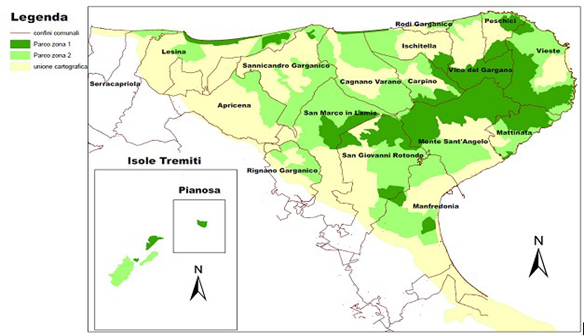 Legenda
confini comunali
Parco zona 1
Parco zona 2
unione cartografica
Rodi Garganico
Peschici
Lesina
Ischitella
Vieste
Sannicandro Garganico
Vico del Gargano
Serracapriola
Cagnano Varano
Carpino
Apricena
San Marco in Lamis
Mattinata
Monte Sant'Angelo
San Giovanni Rotondo
Isole Tremiti
Rignano Garganico
Pianosa
Manfredonia
N
N